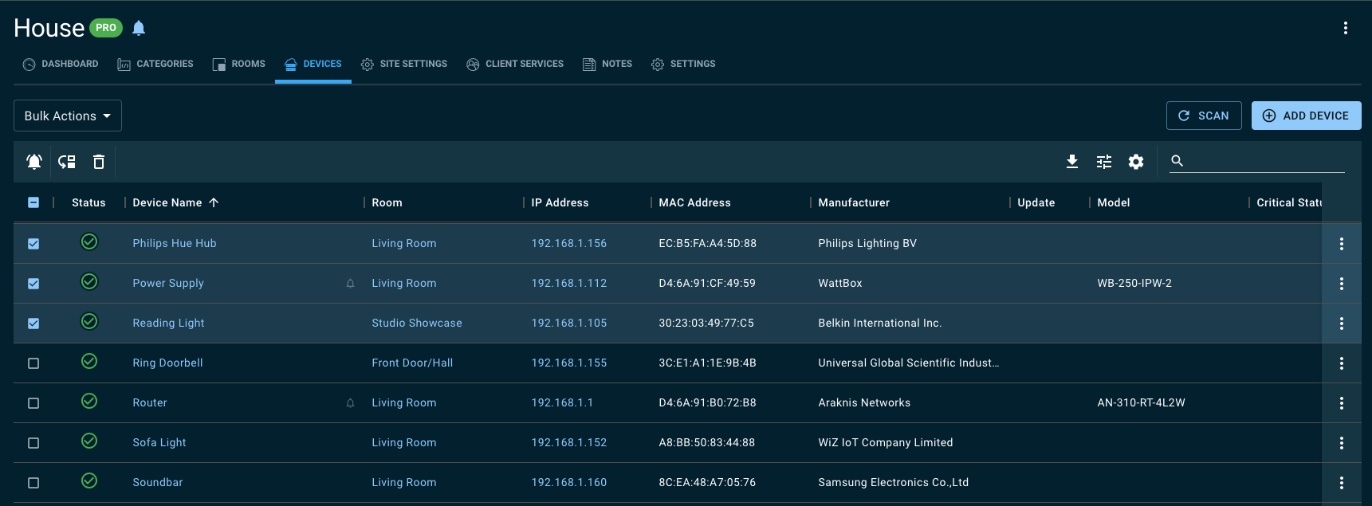 House PRO
DASHBOARD CATEGORIES ROOMS DEVICES SITE SETTINGS CLIENT SERVICES NOTES SETTINGS
Bulk Actions SCAN ADD DEVICE
Status Device Name Room IP Address MAC Address Manufacturer Update Model Critical Statu
Philips Hue Hub Living Room 192.168.1.156 EC:B5:FA:A4:5D:88 Philips Lighting BV
Power Supply Living Room 192.168.1.112 D4:6A:91:CF:49:59 WattBox WB-250-IPW-2
Reading Light Studio Showcase 192.168.1.105 30:23:03:49:77:C5 Belkin International Inc.
Ring Doorbell Front Door/Hall 192.168.1.155 3C:E1:A1:1E:9B:4B Universal Global Scientific Indust...
Router Living Room 192.168.1.1 D4:6A:91:B0:72:B8 Araknis Networks AN-310-RT-4L2W
Sofa Light Living Room 192.168.1.152 A8:BB:50:83:44:88 WiZ IoT Company Limited
Soundbar Living Room 192.168.1.160 8C:EA:48:A7:05:76 Samsung Electronics Co.,Ltd